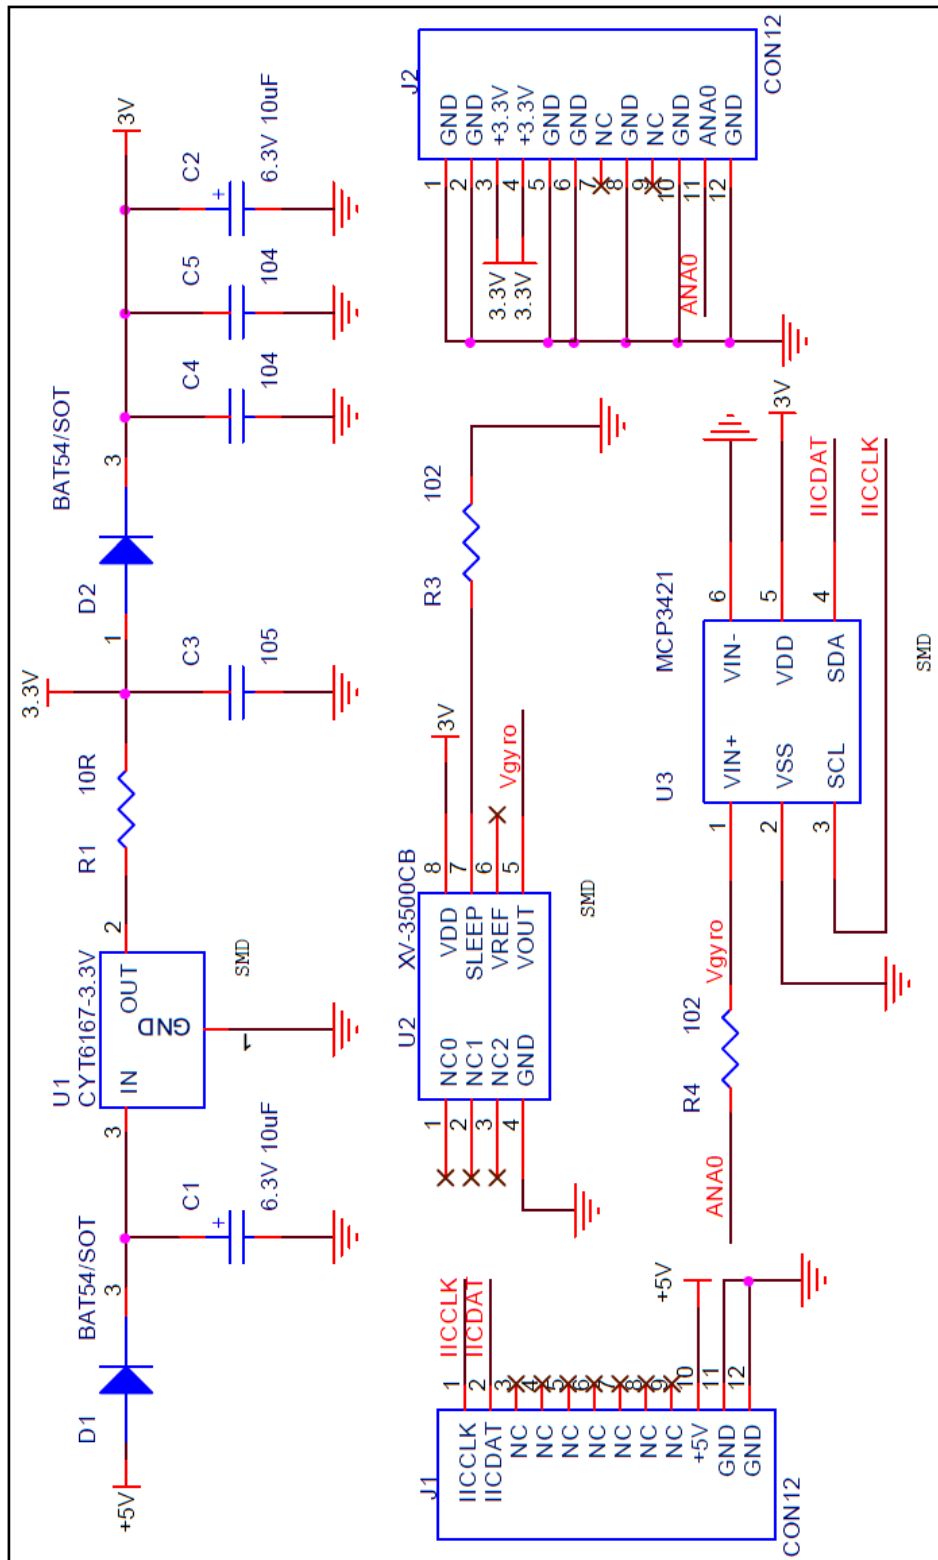 +5V
D1
BAT54/SOT
3
C1
6.3V 10uF
+
U1
CYT6167-3.3V
3
IN
OUT
GND
2
1
SMD
R1
10R
3.3V
C3
105
D2
1
BAT54/SOT
3
C4
104
C5
104
C2
6.3V 10uF
+
3V
J1
IICCLK
IICDAT
NC
NC
NC
NC
NC
NC
NC
+5V
GND
GND
1
2
3
4
5
6
7
8
9
10
11
12
IICCLK
IICDAT
+5V
CON12
U2
XV-3500CB
1
2
3
4
NC0
NC1
NC2
GND
VDD
SLEEP
VREF
VOUT
8
7
6
5
3V
Vgyro
SMD
R3
102
J2
1
2
3
4
5
6
7
8
9
10
11
12
GND
GND
+3.3V
+3.3V
GND
GND
NC
GND
NC
GND
ANA0
GND
3.3V
3.3V
ANA0
CON12
ANA0
R4
102
Vgyro
U3
MCP3421
1
2
3
VIN+
VSS
SCL
VIN-
VDD
SDA
6
5
4
3V
IICDAT
IICCLK
SMD